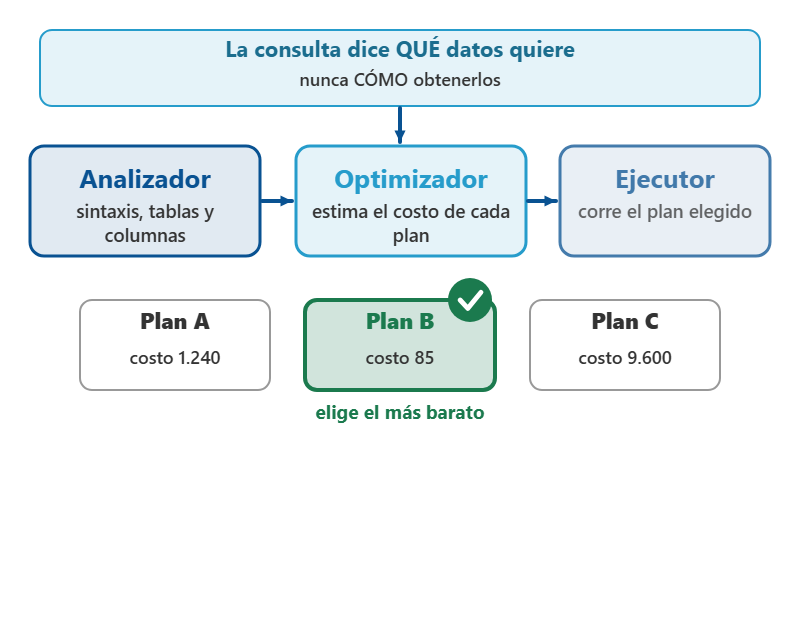 La consulta dice QUÉ datos quiere
nunca CÓMO obtenerlos
Analizador
sintaxis, tablas y
columnas
Optimizador
estima el costo de cada
plan
Ejecutor
corre el plan elegido
Plan A
costo 1.240
Plan B
costo 85
Plan C
costo 9.600
elige el más barato